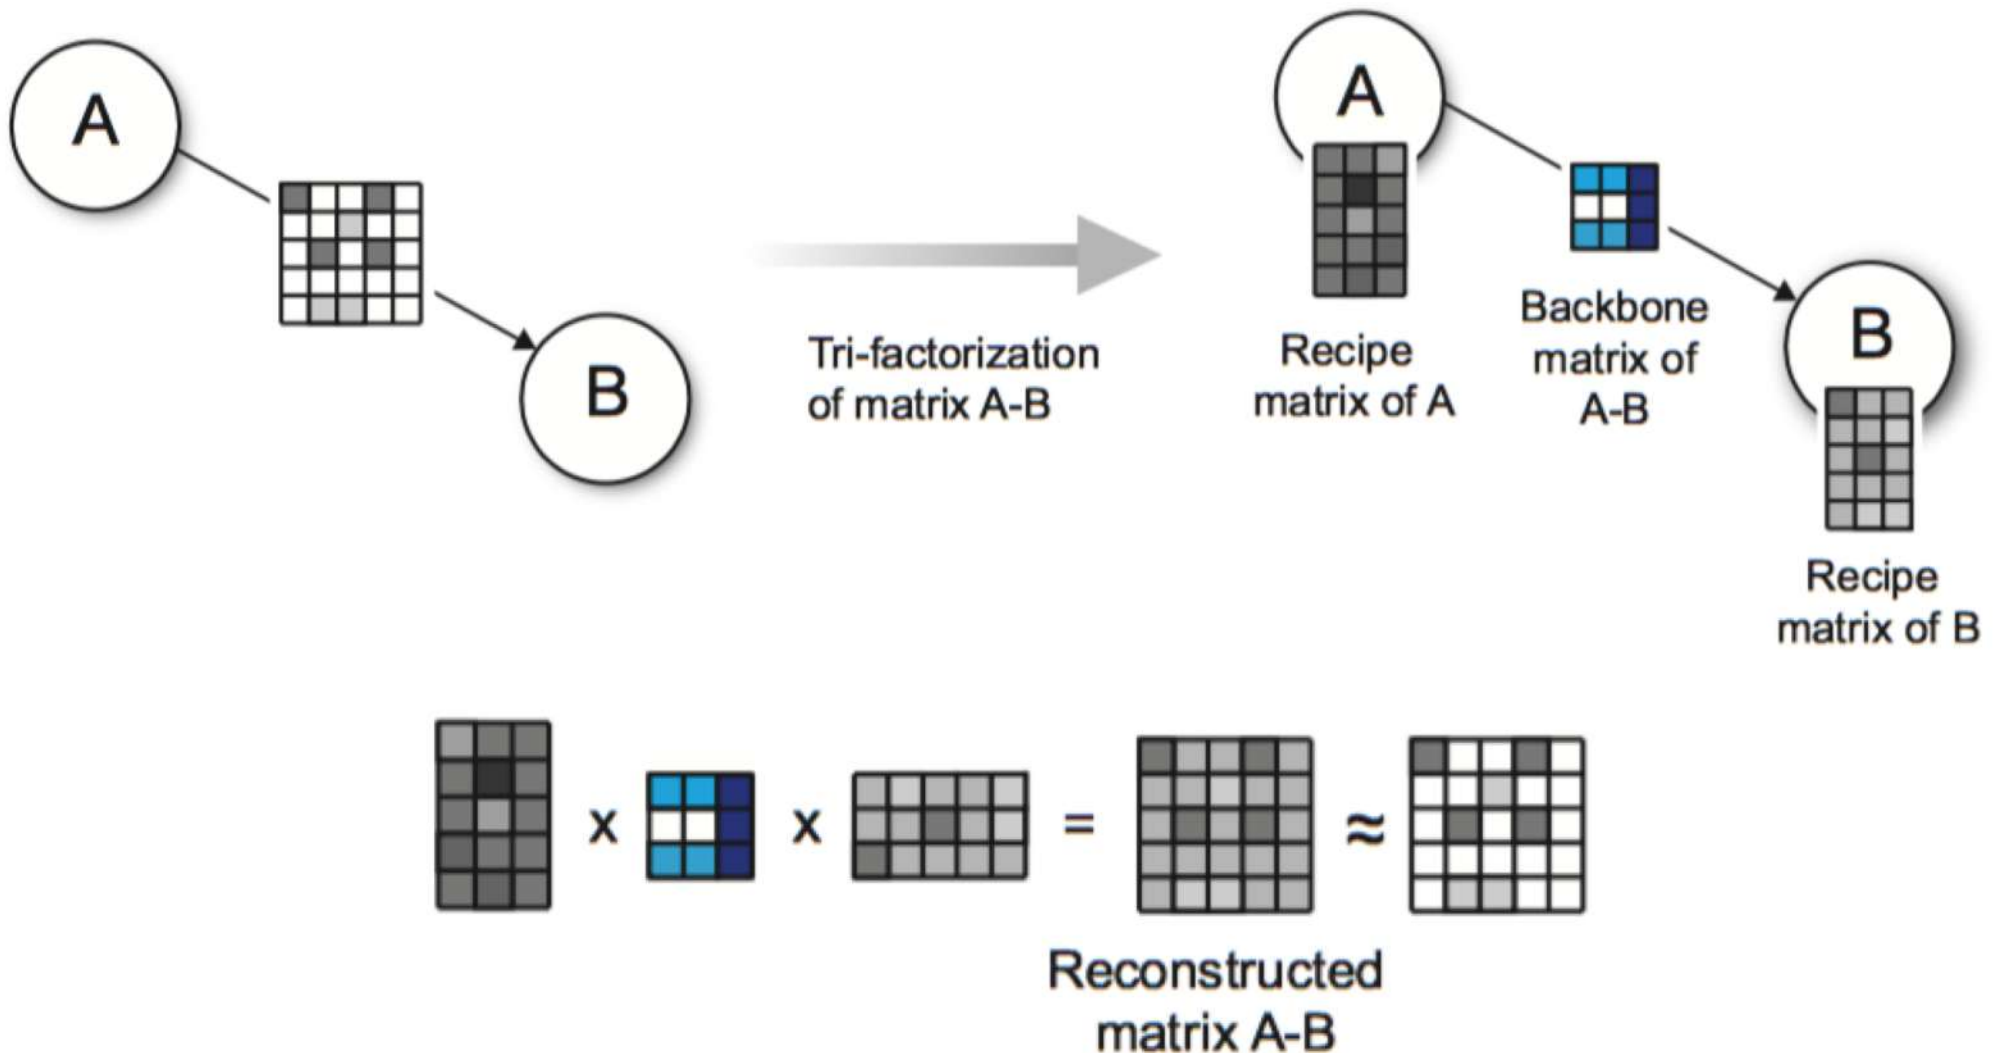 A
B
Tri-factorization
of matrix A-B
A
Recipe
matrix of A
Backbone
matrix of
A-B
B
Recipe
matrix of B
x
x
=
≈
Reconstructed
matrix A-B